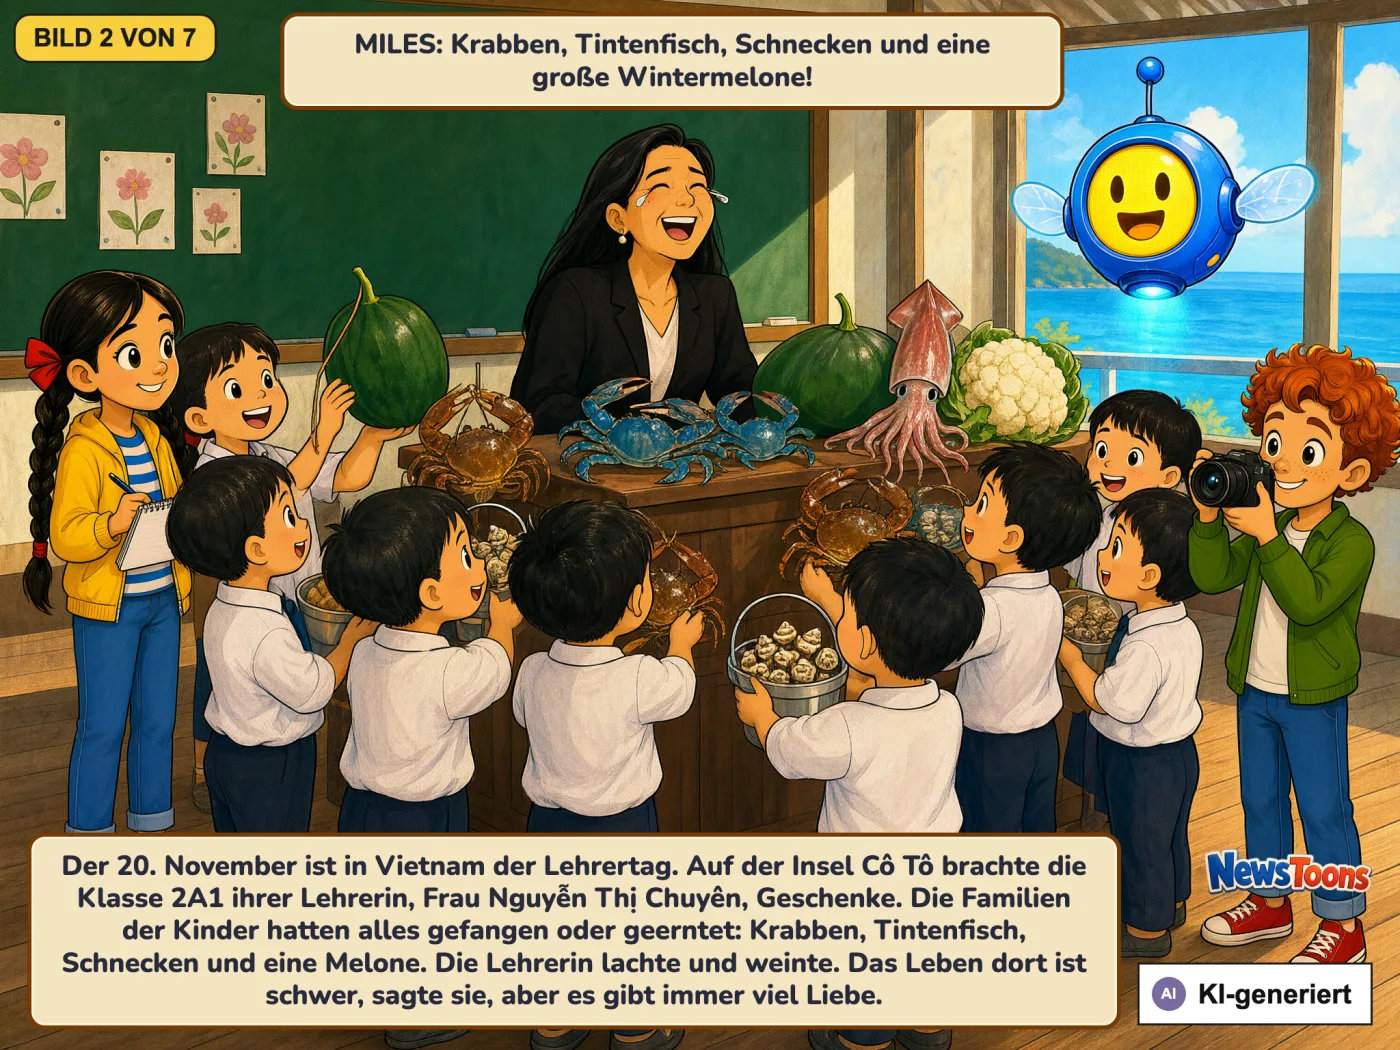 BILD 2 VON 7
MILES: Krabben, Tintenfisch, Schnecken und eine
große Wintermelone!
Der 20. November ist in Vietnam der Lehrertag. Auf der Insel Cô Tô brachte die
Klasse 2A1 ihrer Lehrerin, Frau Nguyễn Thị Chuyên, Geschenke. Die Familien
der Kinder hatten alles gefangen oder geerntet: Krabben, Tintenfisch,
Schnecken und eine Melone. Die Lehrerin lachte und weinte. Das Leben dort ist
schwer, sagte sie, aber es gibt immer viel Liebe.
NEWSTOONS
AI KI-generiert